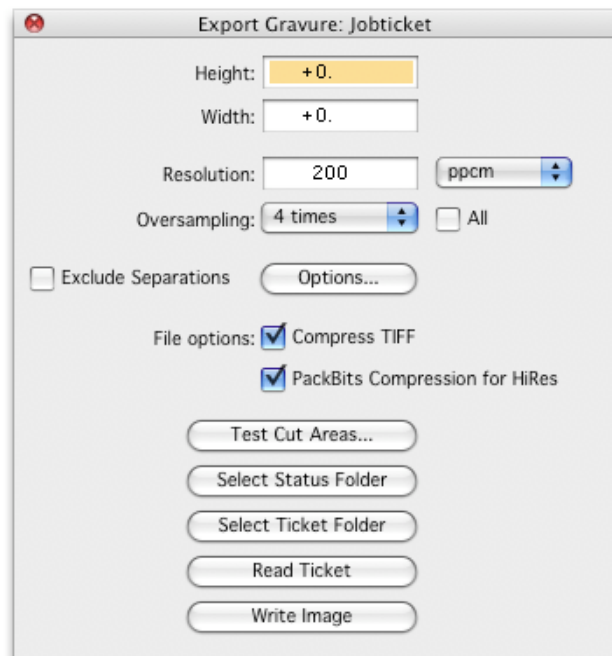 Export Gravure: Jobticket
Height: +0.
Width: +0.
Resolution: 200 ppcm
Oversampling: 4 times All
Exclude Separations Options...
File options: Compress TIFF
PackBits Compression for HiRes
Test Cut Areas...
Select Status Folder
Select Ticket Folder
Read Ticket
Write Image